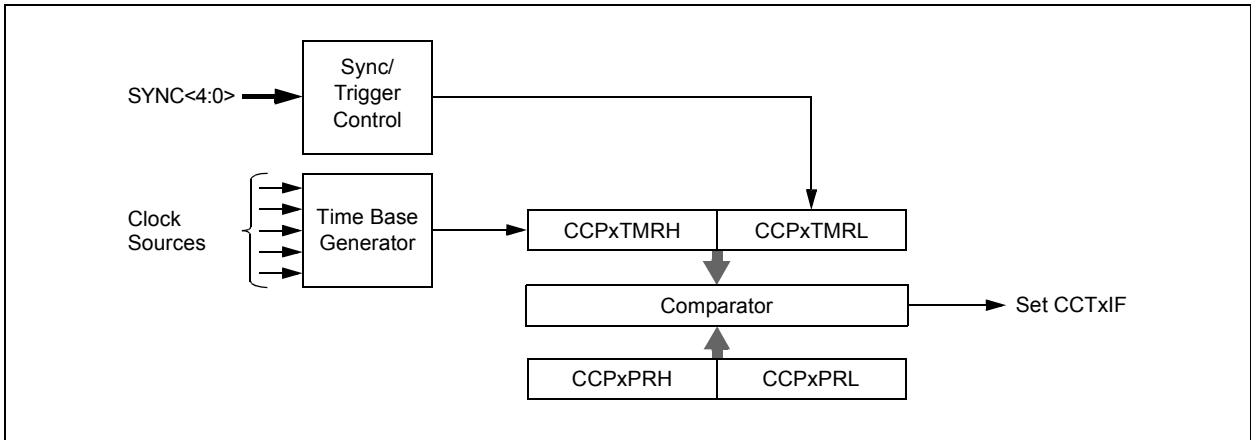 Sync/
Trigger
Control
SYNC<4:0>
Clock
Sources
Time Base
Generator
CCPxTMRH
CCPxTMRL
Comparator
Set CCTxIF
CCPxPRH
CCPxPRL